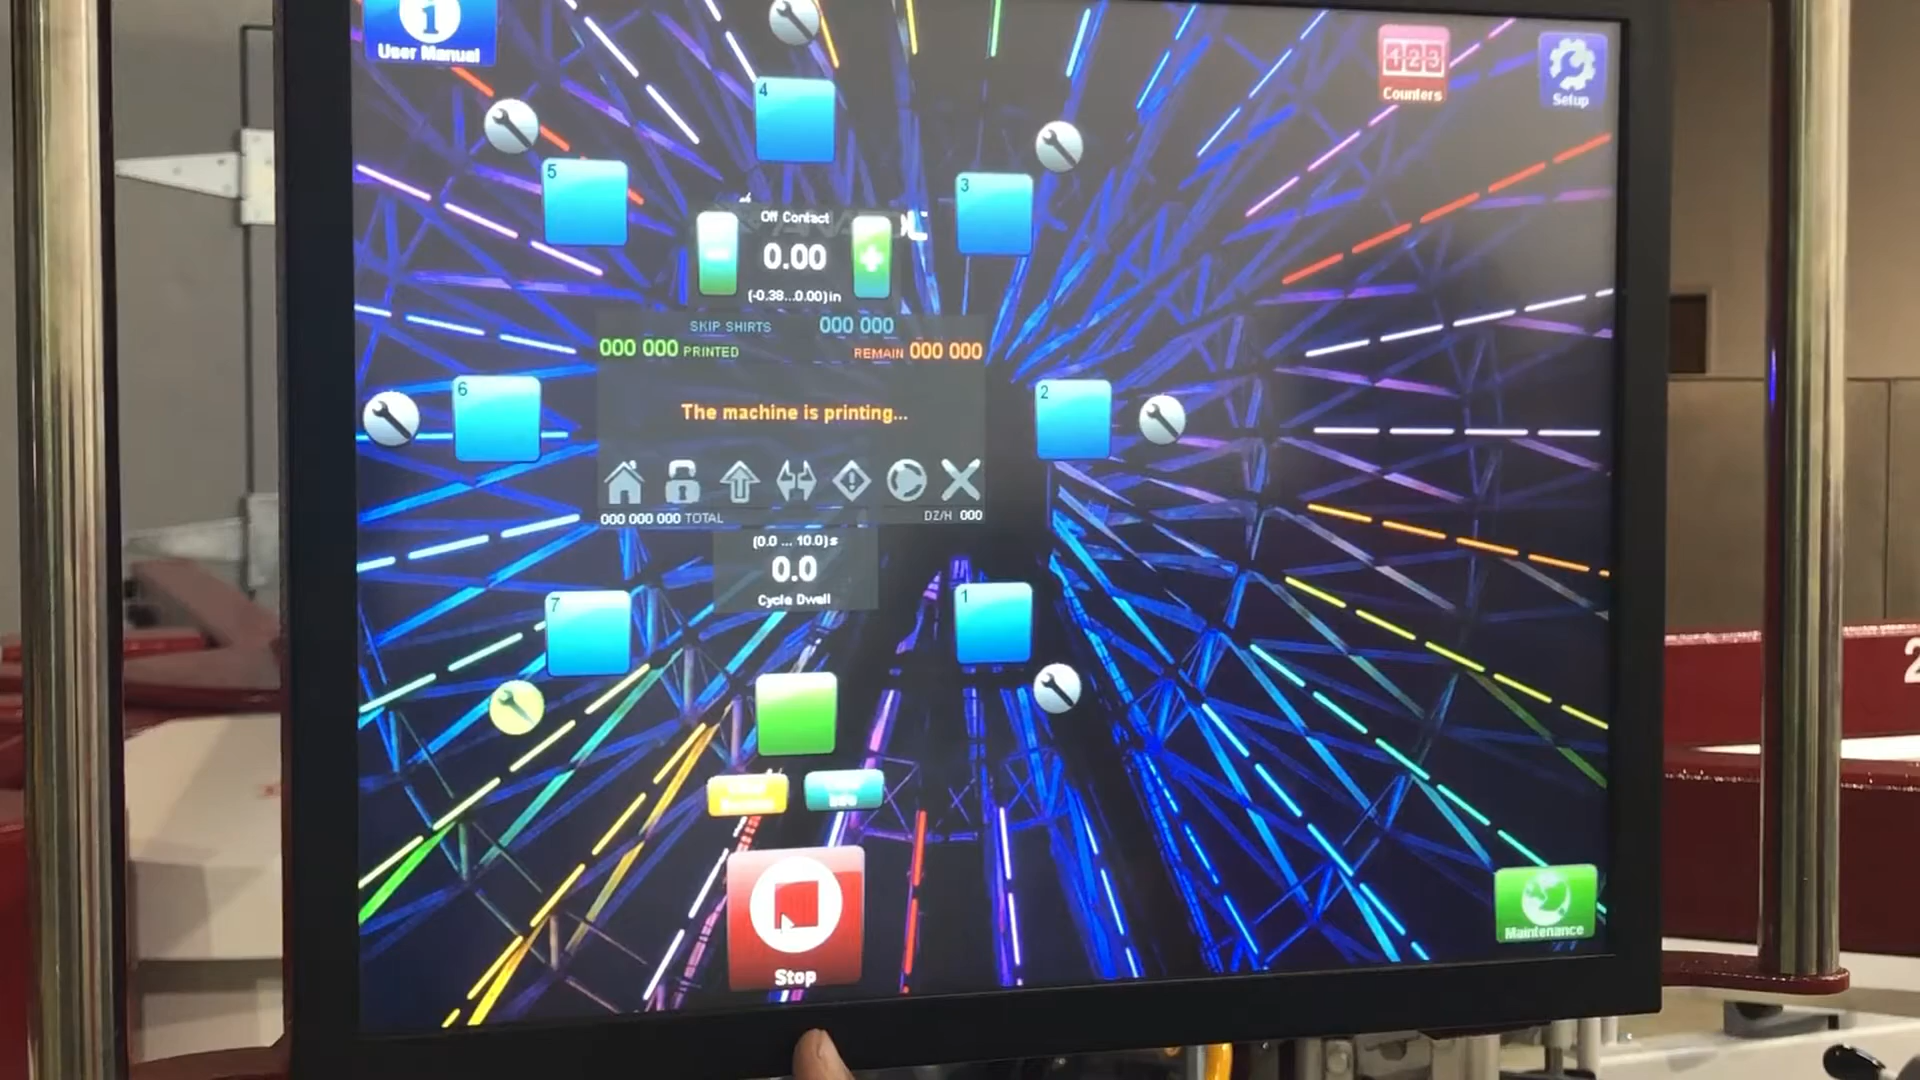 User Manual
123
Counters
Setup
4
5
3
Off Contact
0.00
(-0.38...0.00)in
SKIP SHIRTS 000 000
000 000 PRINTED
REMAIN 000 000
6
2
The machine is printing...
000 000 000 TOTAL
DZ/H 000
(0.0 ... 10.0)s
0.0
Cycle Dwell
7
1
Stop
Maintenance
2